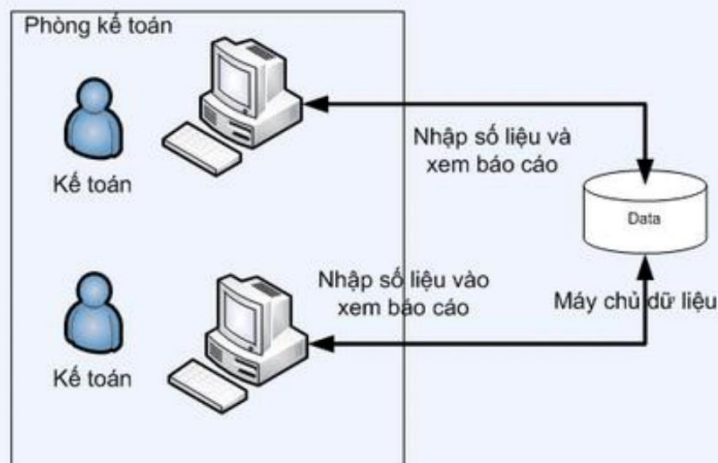 Phòng kế toán
Nhập số liệu và
xem báo cáo
Kế toán
Data
Nhập số liệu vào
xem báo cáo
Máy chủ dữ liệu
Kế toán